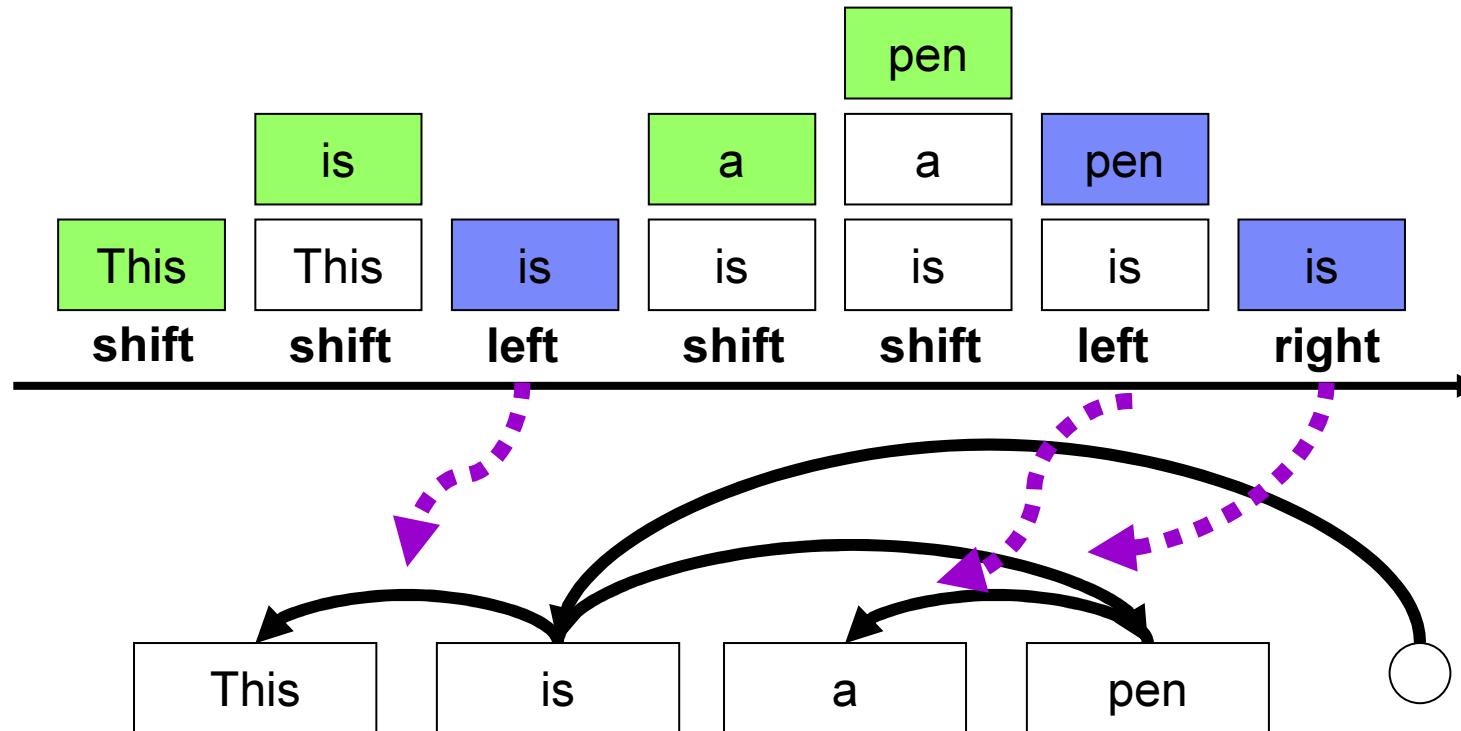 pen
is a a pen
This This is is is is is
shift shift left shift shift left right
This is a pen